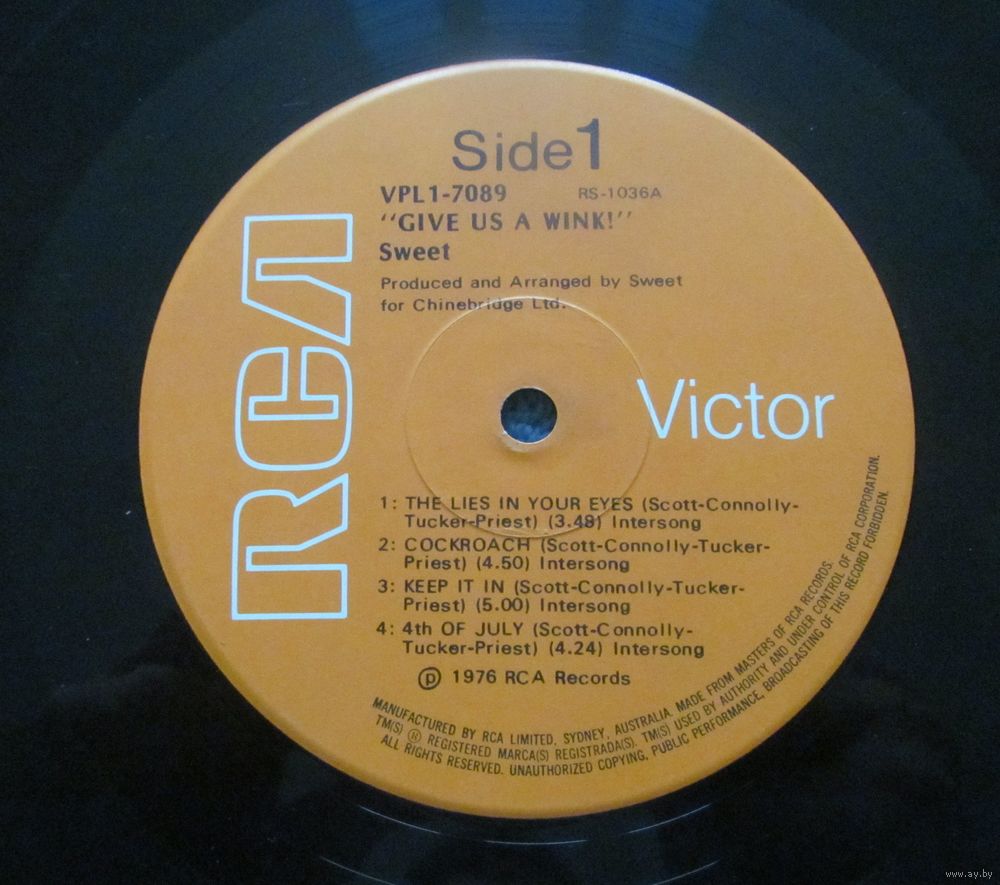 Side 1
VPL1-7089 RS-1036A
"GIVE US A WINK!"
Sweet
Produced and Arranged by Sweet
for Chinebridge Ltd.
RCA
Victor
1: THE LIES IN YOUR EYES (Scott-Connolly-
Tucker-Priest) (3.48) Intersong
2: COCKROACH (Scott-Connolly-Tucker-
Priest) (4.50) Intersong
3: KEEP IT IN (Scott-Connolly-Tucker-
Priest) (5.00) Intersong
4: 4th OF JULY (Scott-Connolly-
Tucker-Priest) (4.24) Intersong
℗ 1976 RCA Records
MANUFACTURED BY RCA LIMITED, SYDNEY, AUSTRALIA. MADE FROM MASTERS OF RCA RECORDS.
TM(S) ® REGISTERED MARCA(S) REGISTRADA(S). TM(S) USED BY AUTHORITY AND UNDER CONTROL OF RCA CORPORATION.
ALL RIGHTS RESERVED. UNAUTHORIZED COPYING, PUBLIC PERFORMANCE, BROADCASTING OF THIS RECORD FORBIDDEN.
www.ay.by